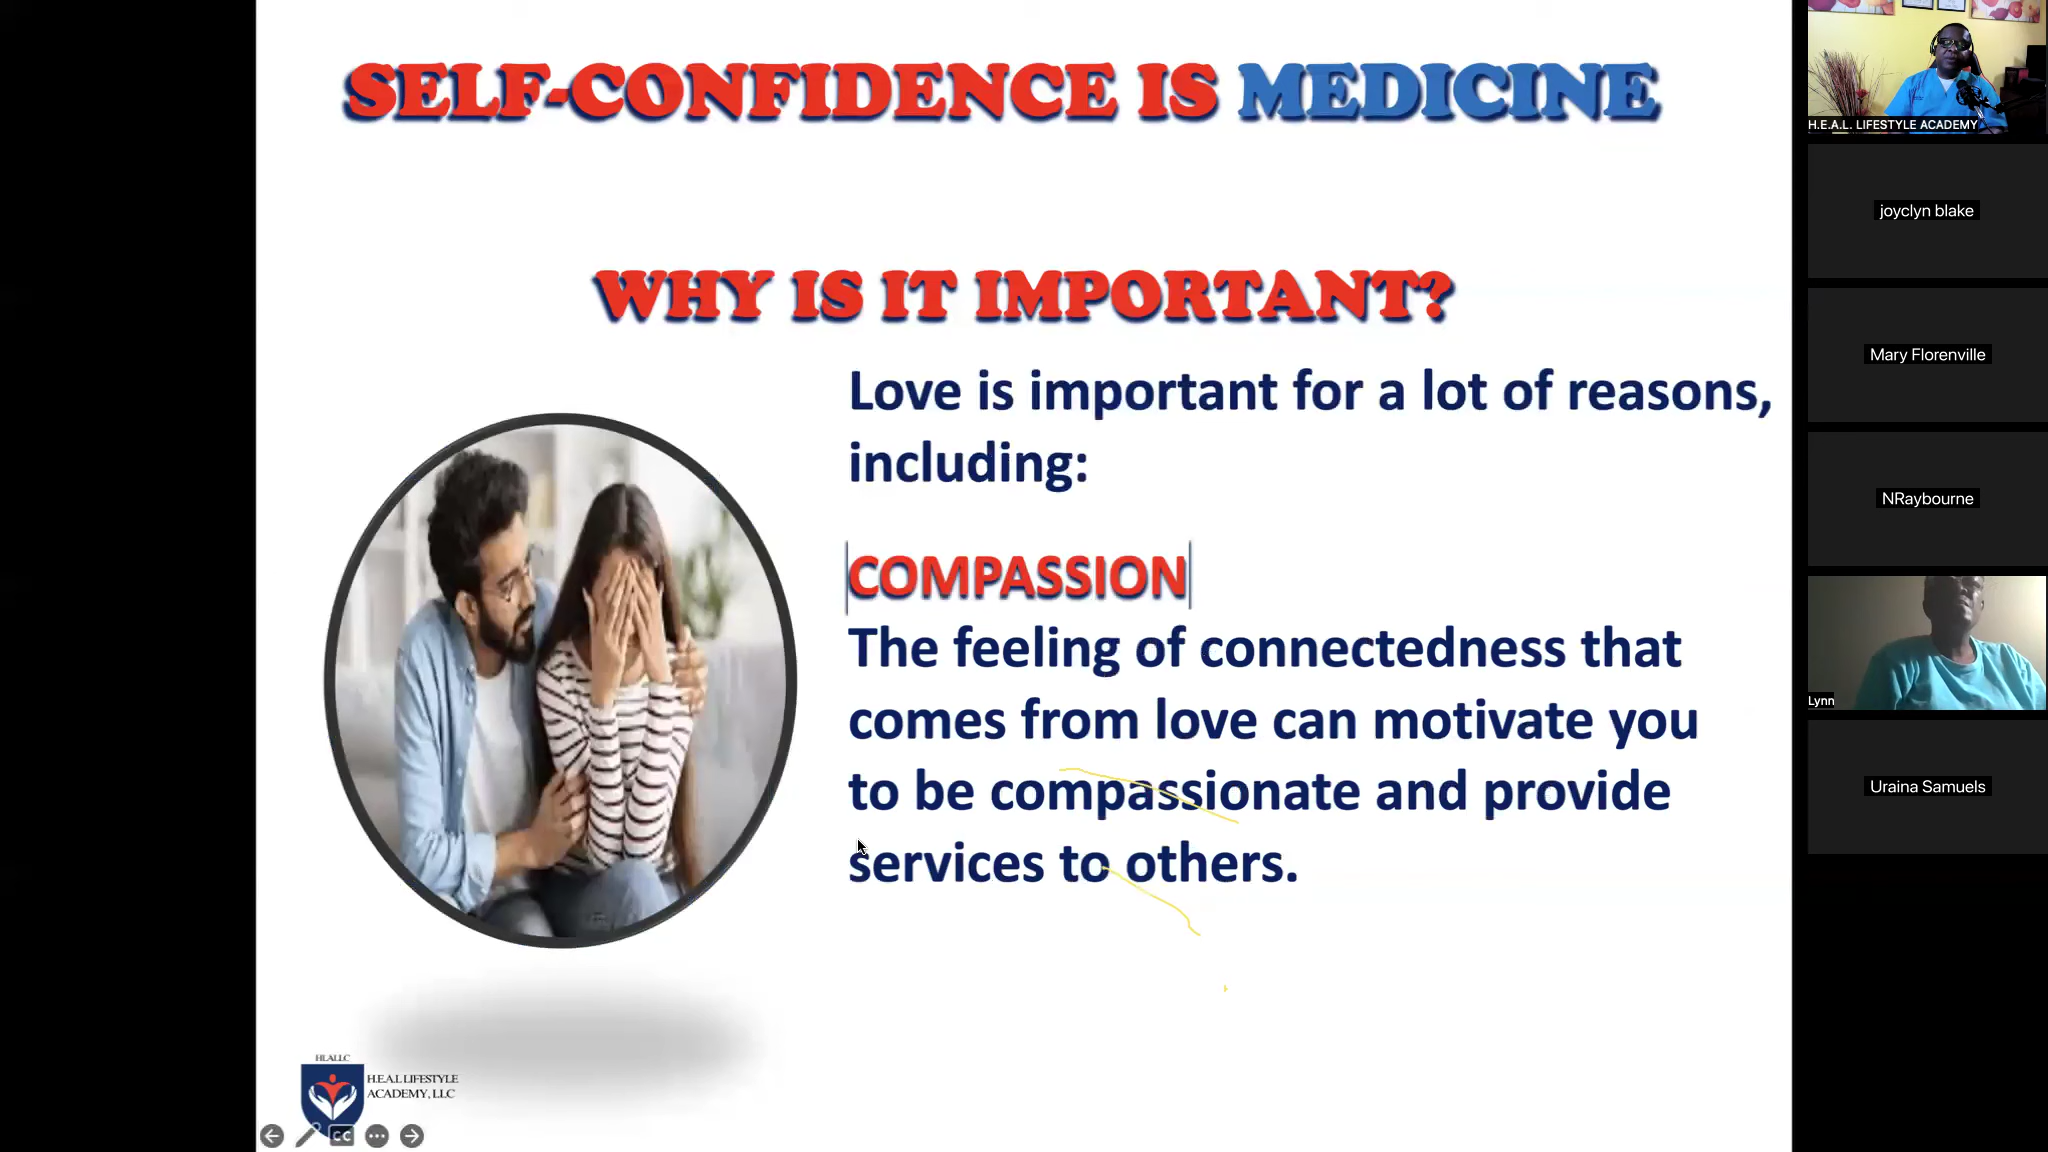 SELF-CONFIDENCE IS MEDICINE
WHY IS IT IMPORTANT?
Love is important for a lot of reasons,
including:
COMPASSION
The feeling of connectedness that
comes from love can motivate you
to be compassionate and provide
services to others.
HLALLC
H.E.A.L LIFESTYLE
ACADEMY, LLC
CC
H.E.A.L. LIFESTYLE ACADEMY
joyclyn blake
Mary Florenville
NRaybourne
Lynn
Uraina Samuels